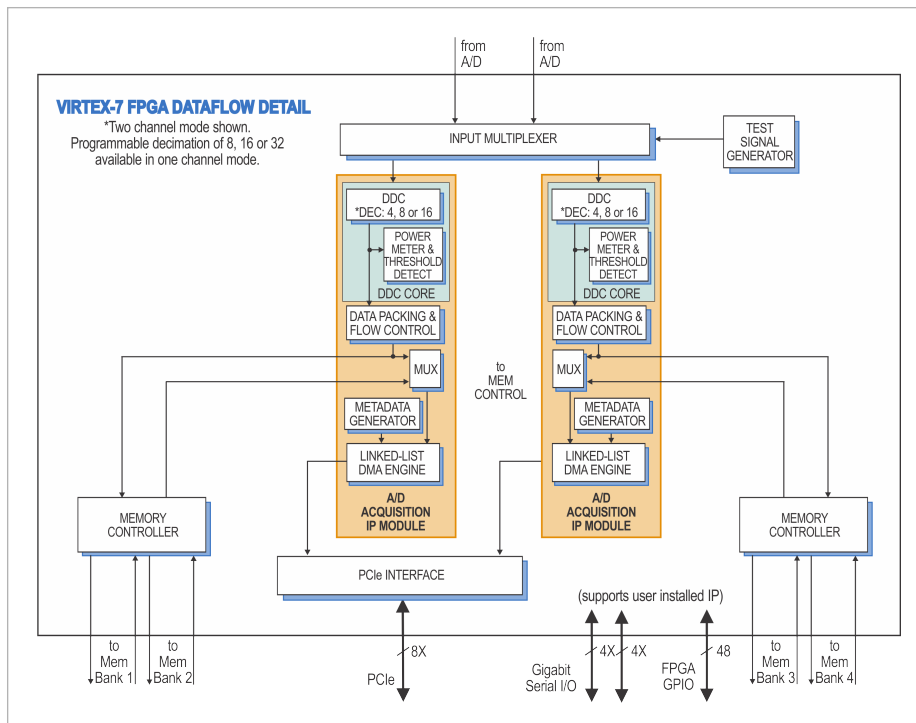 from
A/D
from
A/D
VIRTEX-7 FPGA DATAFLOW DETAIL
*Two channel mode shown.
Programmable decimation of 8, 16 or 32
available in one channel mode.
INPUT MULTIPLEXER
TEST
SIGNAL
GENERATOR
DDC
*DEC: 4, 8 or 16
POWER
METER &
THRESHOLD
DETECT
DDC CORE
DATA PACKING &
FLOW CONTROL
MUX
METADATA
GENERATOR
LINKED-LIST
DMA ENGINE
A/D
ACQUISITION
IP MODULE
to
MEM
CONTROL
DDC
*DEC: 4, 8 or 16
POWER
METER &
THRESHOLD
DETECT
DDC CORE
DATA PACKING &
FLOW CONTROL
MUX
METADATA
GENERATOR
LINKED-LIST
DMA ENGINE
A/D
ACQUISITION
IP MODULE
MEMORY
CONTROLLER
MEMORY
CONTROLLER
PCIe INTERFACE
(supports user installed IP)
to
Mem
Bank 1
to
Mem
Bank 2
8X
PCIe
4X
4X
Gigabit
Serial I/O
48
FPGA
GPIO
to
Mem
Bank 3
to
Mem
Bank 4